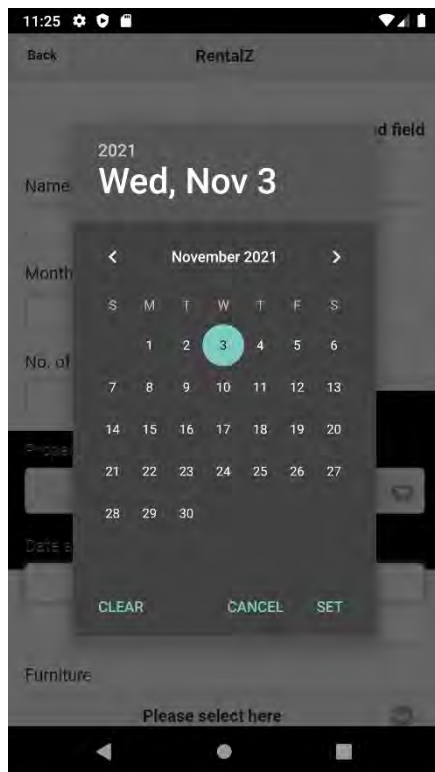 11:25
Back RentalZ
d field
2021
Wed, Nov 3
Name
November 2021
Month
S M T W T F S
1 2 3 4 5 6
No. of
7 8 9 10 11 12 13
14 15 16 17 18 19 20
Prope
21 22 23 24 25 26 27
28 29 30
Date a
CLEAR CANCEL SET
Furniture
Please select here